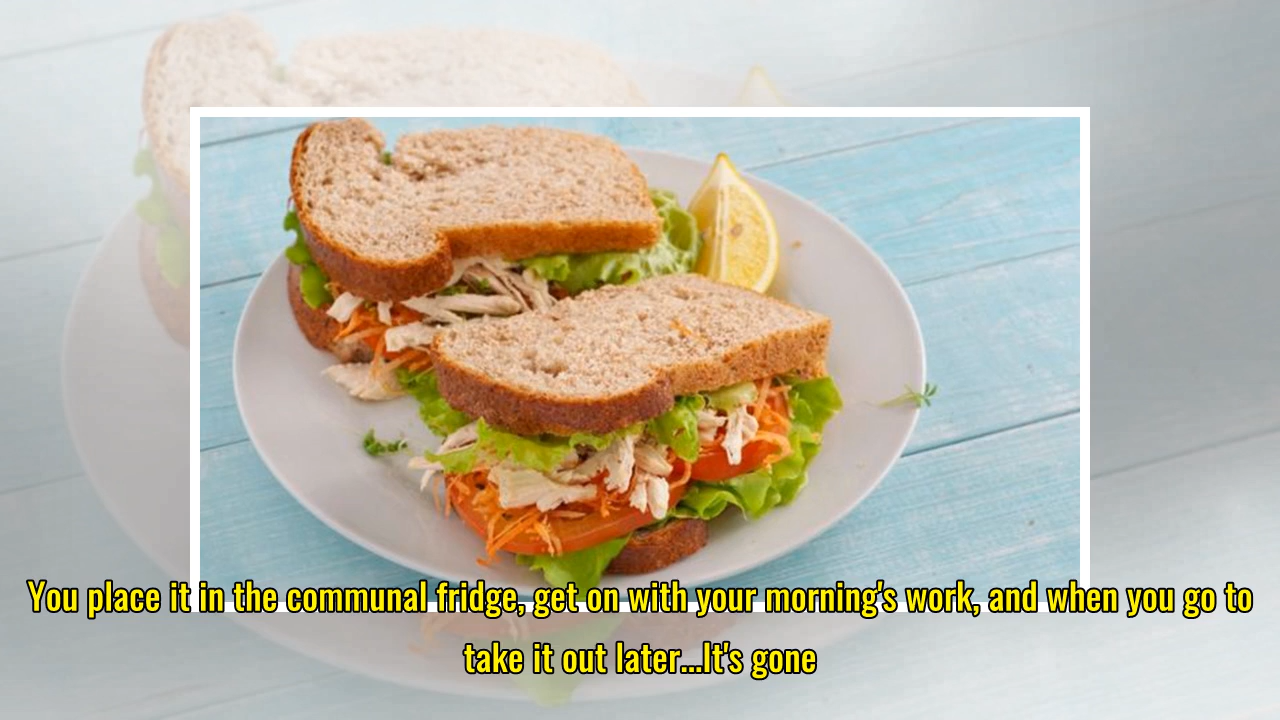 You place it in the communal fridge, get on with your morning's work, and when you go to
take it out later...It's gone